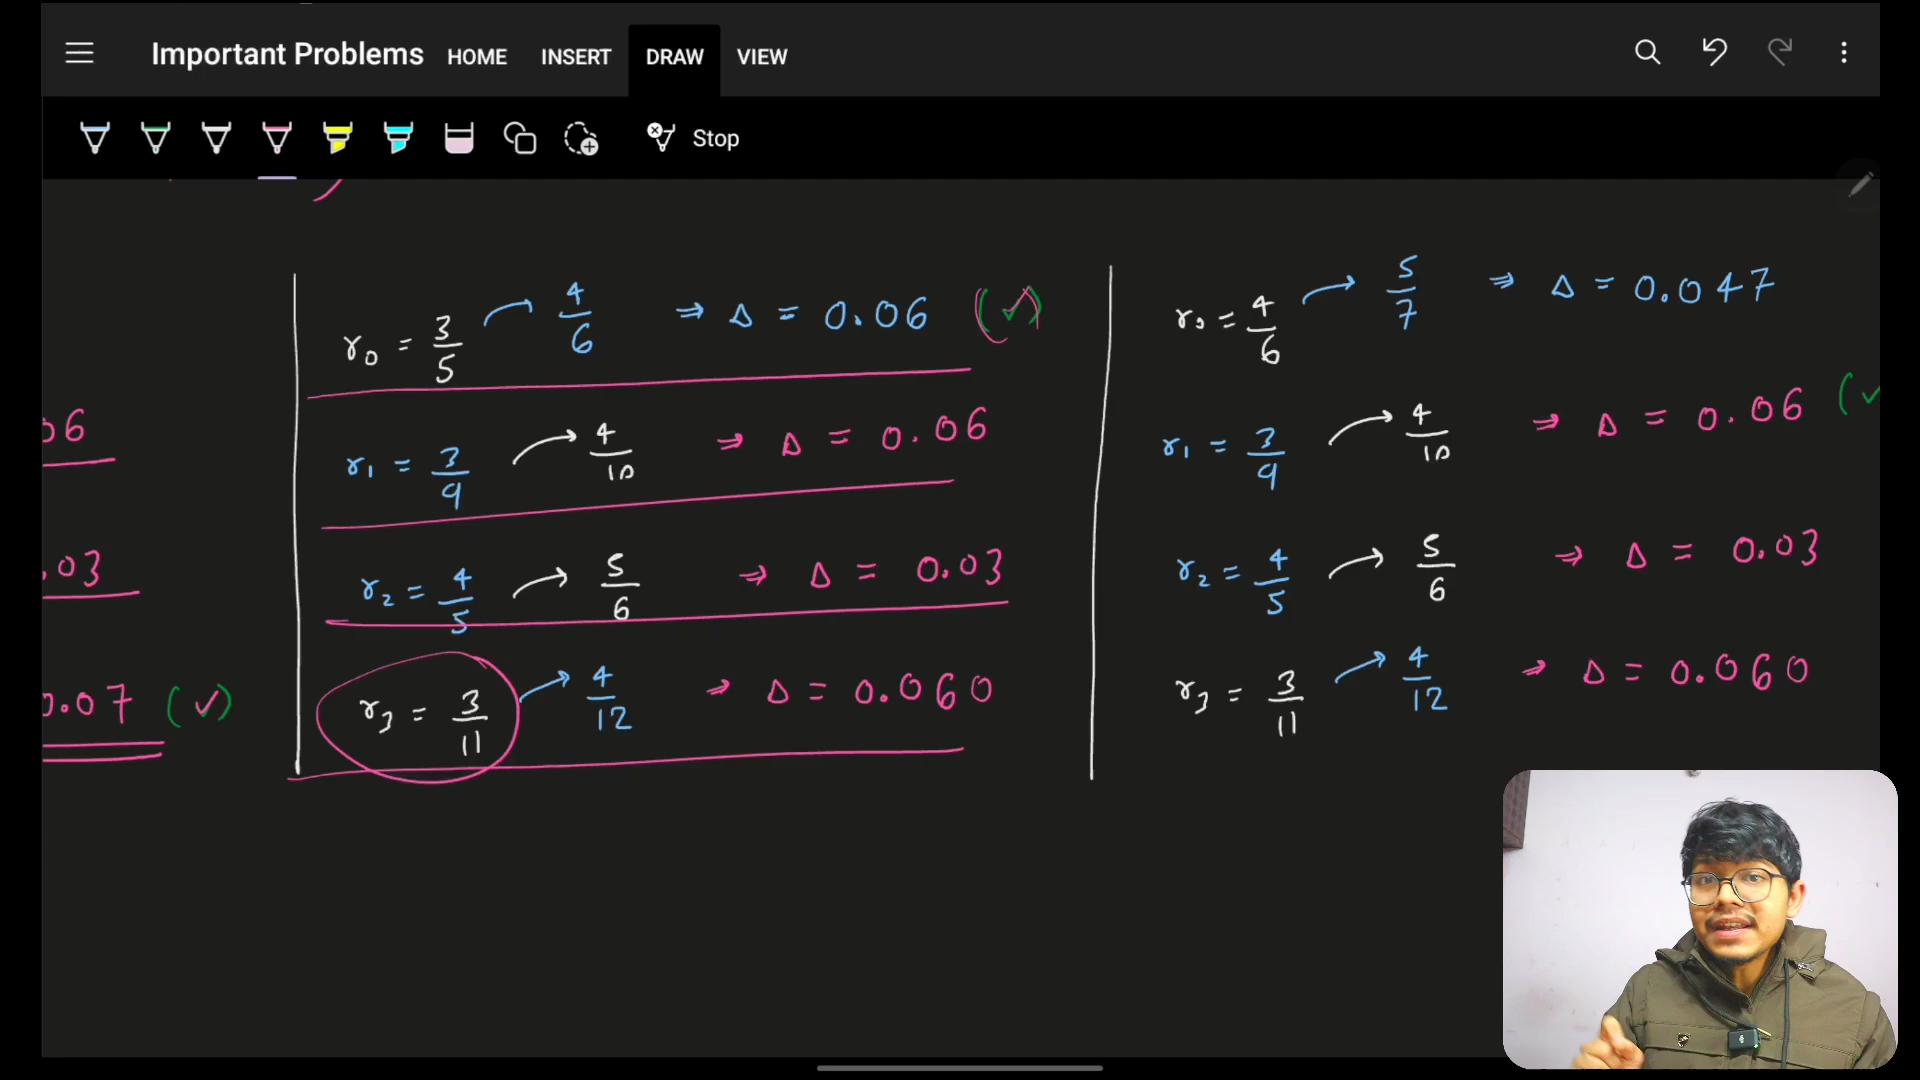 Important Problems HOME INSERT DRAW VIEW
Stop
06
.03
0.07 (✓)
r0 = 3/5 → 4/6 ⇒ Δ = 0.06 (✓)
r1 = 3/9 → 4/10 ⇒ Δ = 0.06
r2 = 4/5 → 5/6 ⇒ Δ = 0.03
r3 = 3/11 → 4/12 ⇒ Δ = 0.060
r0 = 4/6 → 5/7 ⇒ Δ = 0.047
r1 = 3/9 → 4/10 ⇒ Δ = 0.06 (✓
r2 = 4/5 → 5/6 ⇒ Δ = 0.03
r3 = 3/11 → 4/12 ⇒ Δ = 0.060